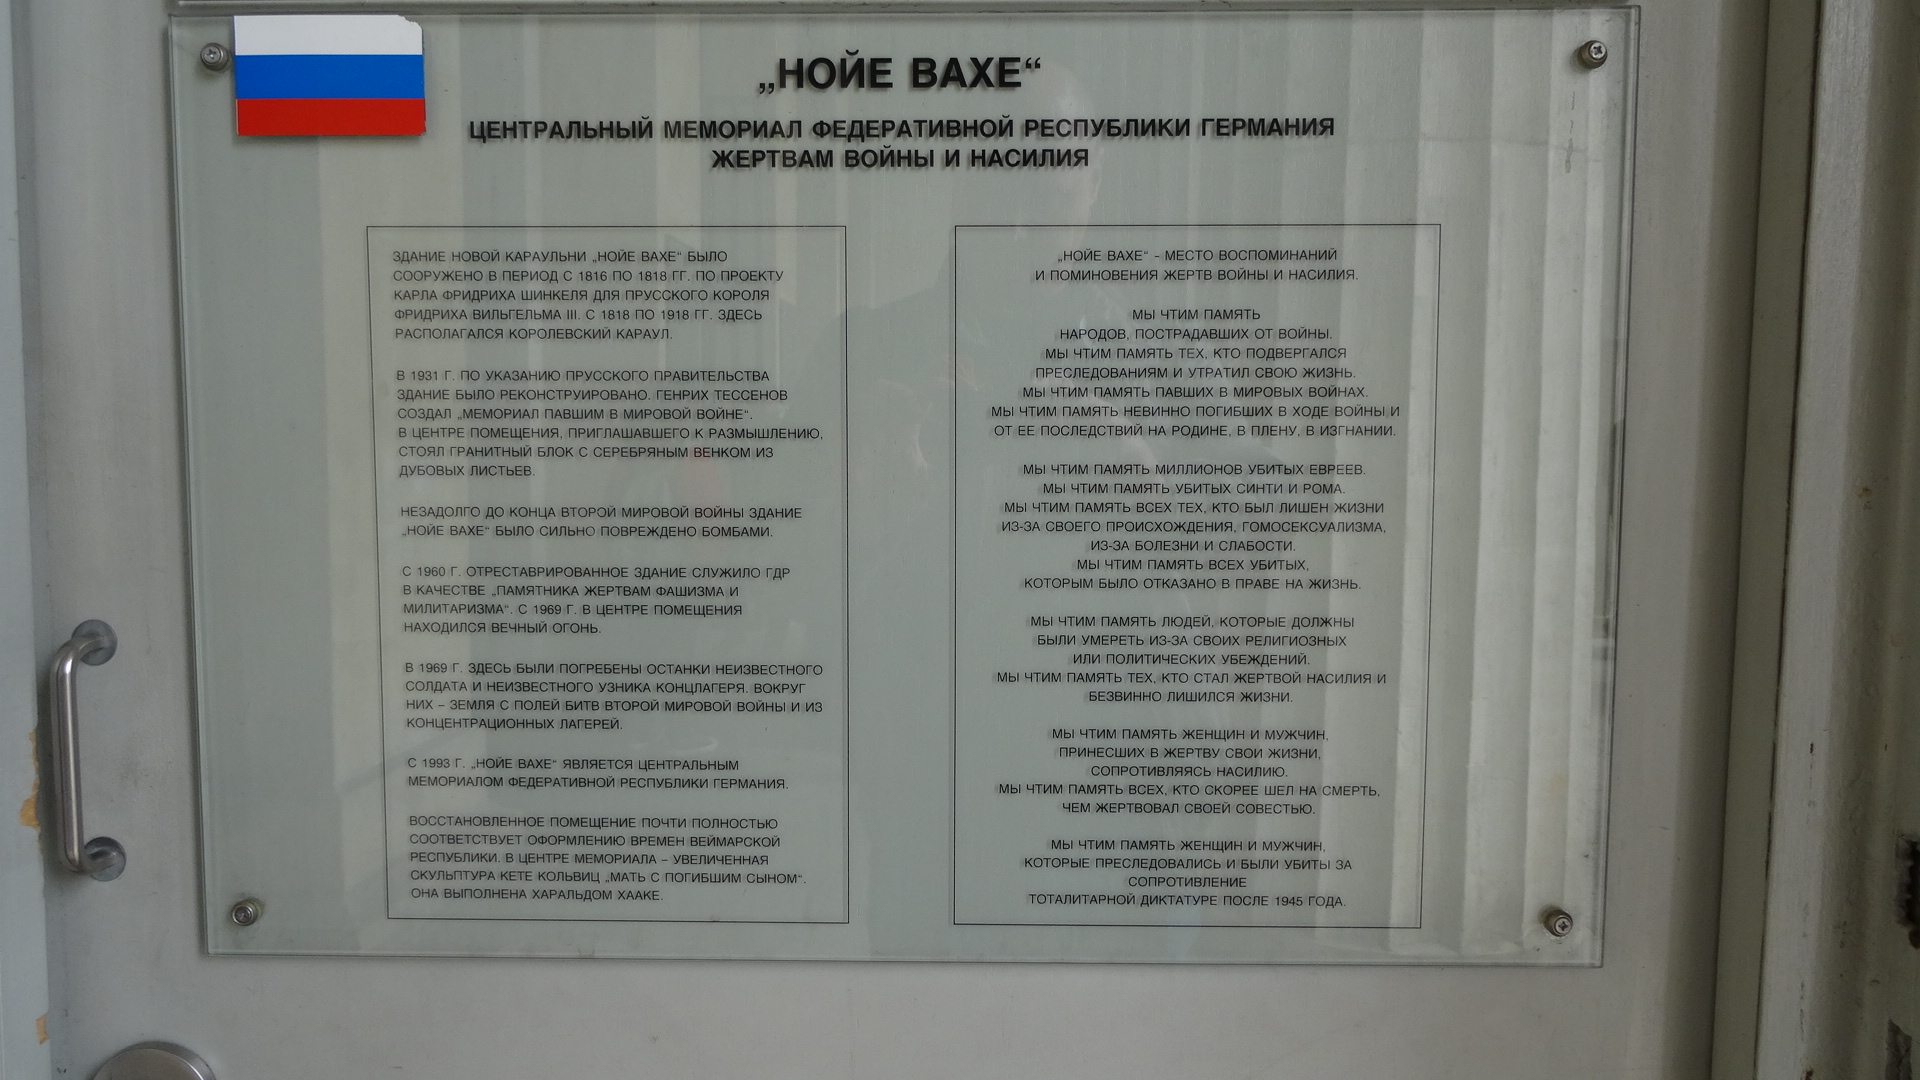 „НОЙЕ ВАХЕ“
ЦЕНТРАЛЬНЫЙ МЕМОРИАЛ ФЕДЕРАТИВНОЙ РЕСПУБЛИКИ ГЕРМАНИЯ
ЖЕРТВАМ ВОЙНЫ И НАСИЛИЯ
ЗДАНИЕ НОВОЙ КАРАУЛЬНИ „НОЙЕ ВАХЕ“ БЫЛО
СООРУЖЕНО В ПЕРИОД С 1816 ПО 1818 ГГ. ПО ПРОЕКТУ
КАРЛА ФРИДРИХА ШИНКЕЛЯ ДЛЯ ПРУССКОГО КОРОЛЯ
ФРИДРИХА ВИЛЬГЕЛЬМА III. С 1818 ПО 1918 ГГ. ЗДЕСЬ
РАСПОЛАГАЛСЯ КОРОЛЕВСКИЙ КАРАУЛ.
В 1931 Г. ПО УКАЗАНИЮ ПРУССКОГО ПРАВИТЕЛЬСТВА
ЗДАНИЕ БЫЛО РЕКОНСТРУИРОВАНО. ГЕНРИХ ТЕССЕНОВ
СОЗДАЛ „МЕМОРИАЛ ПАВШИМ В МИРОВОЙ ВОЙНЕ“.
В ЦЕНТРЕ ПОМЕЩЕНИЯ, ПРИГЛАШАВШЕГО К РАЗМЫШЛЕНИЮ,
СТОЯЛ ГРАНИТНЫЙ БЛОК С СЕРЕБРЯНЫМ ВЕНКОМ ИЗ
ДУБОВЫХ ЛИСТЬЕВ.
НЕЗАДОЛГО ДО КОНЦА ВТОРОЙ МИРОВОЙ ВОЙНЫ ЗДАНИЕ
„НОЙЕ ВАХЕ“ БЫЛО СИЛЬНО ПОВРЕЖДЕНО БОМБАМИ.
С 1960 Г. ОТРЕСТАВРИРОВАННОЕ ЗДАНИЕ СЛУЖИЛО ГДР
В КАЧЕСТВЕ „ПАМЯТНИКА ЖЕРТВАМ ФАШИЗМА И
МИЛИТАРИЗМА“. С 1969 Г. В ЦЕНТРЕ ПОМЕЩЕНИЯ
НАХОДИЛСЯ ВЕЧНЫЙ ОГОНЬ.
В 1969 Г. ЗДЕСЬ БЫЛИ ПОГРЕБЕНЫ ОСТАНКИ НЕИЗВЕСТНОГО
СОЛДАТА И НЕИЗВЕСТНОГО УЗНИКА КОНЦЛАГЕРЯ. ВОКРУГ
НИХ – ЗЕМЛЯ С ПОЛЕЙ БИТВ ВТОРОЙ МИРОВОЙ ВОЙНЫ И ИЗ
КОНЦЕНТРАЦИОННЫХ ЛАГЕРЕЙ.
С 1993 Г. „НОЙЕ ВАХЕ“ ЯВЛЯЕТСЯ ЦЕНТРАЛЬНЫМ
МЕМОРИАЛОМ ФЕДЕРАТИВНОЙ РЕСПУБЛИКИ ГЕРМАНИЯ.
ВОССТАНОВЛЕННОЕ ПОМЕЩЕНИЕ ПОЧТИ ПОЛНОСТЬЮ
СООТВЕТСТВУЕТ ОФОРМЛЕНИЮ ВРЕМЕН ВЕЙМАРСКОЙ
РЕСПУБЛИКИ. В ЦЕНТРЕ МЕМОРИАЛА – УВЕЛИЧЕННАЯ
СКУЛЬПТУРА КЕТЕ КОЛЬВИЦ „МАТЬ С ПОГИБШИМ СЫНОМ“.
ОНА ВЫПОЛНЕНА ХАРАЛЬДОМ ХААКЕ.
„НОЙЕ ВАХЕ“ - МЕСТО ВОСПОМИНАНИЙ
И ПОМИНОВЕНИЯ ЖЕРТВ ВОЙНЫ И НАСИЛИЯ.
МЫ ЧТИМ ПАМЯТЬ
НАРОДОВ, ПОСТРАДАВШИХ ОТ ВОЙНЫ.
МЫ ЧТИМ ПАМЯТЬ ТЕХ, КТО ПОДВЕРГАЛСЯ
ПРЕСЛЕДОВАНИЯМ И УТРАТИЛ СВОЮ ЖИЗНЬ.
МЫ ЧТИМ ПАМЯТЬ ПАВШИХ В МИРОВЫХ ВОЙНАХ.
МЫ ЧТИМ ПАМЯТЬ НЕВИННО ПОГИБШИХ В ХОДЕ ВОЙНЫ И
ОТ ЕЕ ПОСЛЕДСТВИЙ НА РОДИНЕ, В ПЛЕНУ, В ИЗГНАНИИ.
МЫ ЧТИМ ПАМЯТЬ МИЛЛИОНОВ УБИТЫХ ЕВРЕЕВ.
МЫ ЧТИМ ПАМЯТЬ УБИТЫХ СИНТИ И РОМА.
МЫ ЧТИМ ПАМЯТЬ ВСЕХ ТЕХ, КТО БЫЛ ЛИШЕН ЖИЗНИ
ИЗ-ЗА СВОЕГО ПРОИСХОЖДЕНИЯ, ГОМОСЕКСУАЛИЗМА,
ИЗ-ЗА БОЛЕЗНИ И СЛАБОСТИ.
МЫ ЧТИМ ПАМЯТЬ ВСЕХ УБИТЫХ,
КОТОРЫМ БЫЛО ОТКАЗАНО В ПРАВЕ НА ЖИЗНЬ.
МЫ ЧТИМ ПАМЯТЬ ЛЮДЕЙ, КОТОРЫЕ ДОЛЖНЫ
БЫЛИ УМЕРЕТЬ ИЗ-ЗА СВОИХ РЕЛИГИОЗНЫХ
ИЛИ ПОЛИТИЧЕСКИХ УБЕЖДЕНИЙ.
МЫ ЧТИМ ПАМЯТЬ ТЕХ, КТО СТАЛ ЖЕРТВОЙ НАСИЛИЯ И
БЕЗВИННО ЛИШИЛСЯ ЖИЗНИ.
МЫ ЧТИМ ПАМЯТЬ ЖЕНЩИН И МУЖЧИН,
ПРИНЕСШИХ В ЖЕРТВУ СВОИ ЖИЗНИ,
СОПРОТИВЛЯЯСЬ НАСИЛИЮ.
МЫ ЧТИМ ПАМЯТЬ ВСЕХ, КТО СКОРЕЕ ШЕЛ НА СМЕРТЬ,
ЧЕМ ЖЕРТВОВАЛ СВОЕЙ СОВЕСТЬЮ.
МЫ ЧТИМ ПАМЯТЬ ЖЕНЩИН И МУЖЧИН,
КОТОРЫЕ ПРЕСЛЕДОВАЛИСЬ И БЫЛИ УБИТЫ ЗА
СОПРОТИВЛЕНИЕ
ТОТАЛИТАРНОЙ ДИКТАТУРЕ ПОСЛЕ 1945 ГОДА.